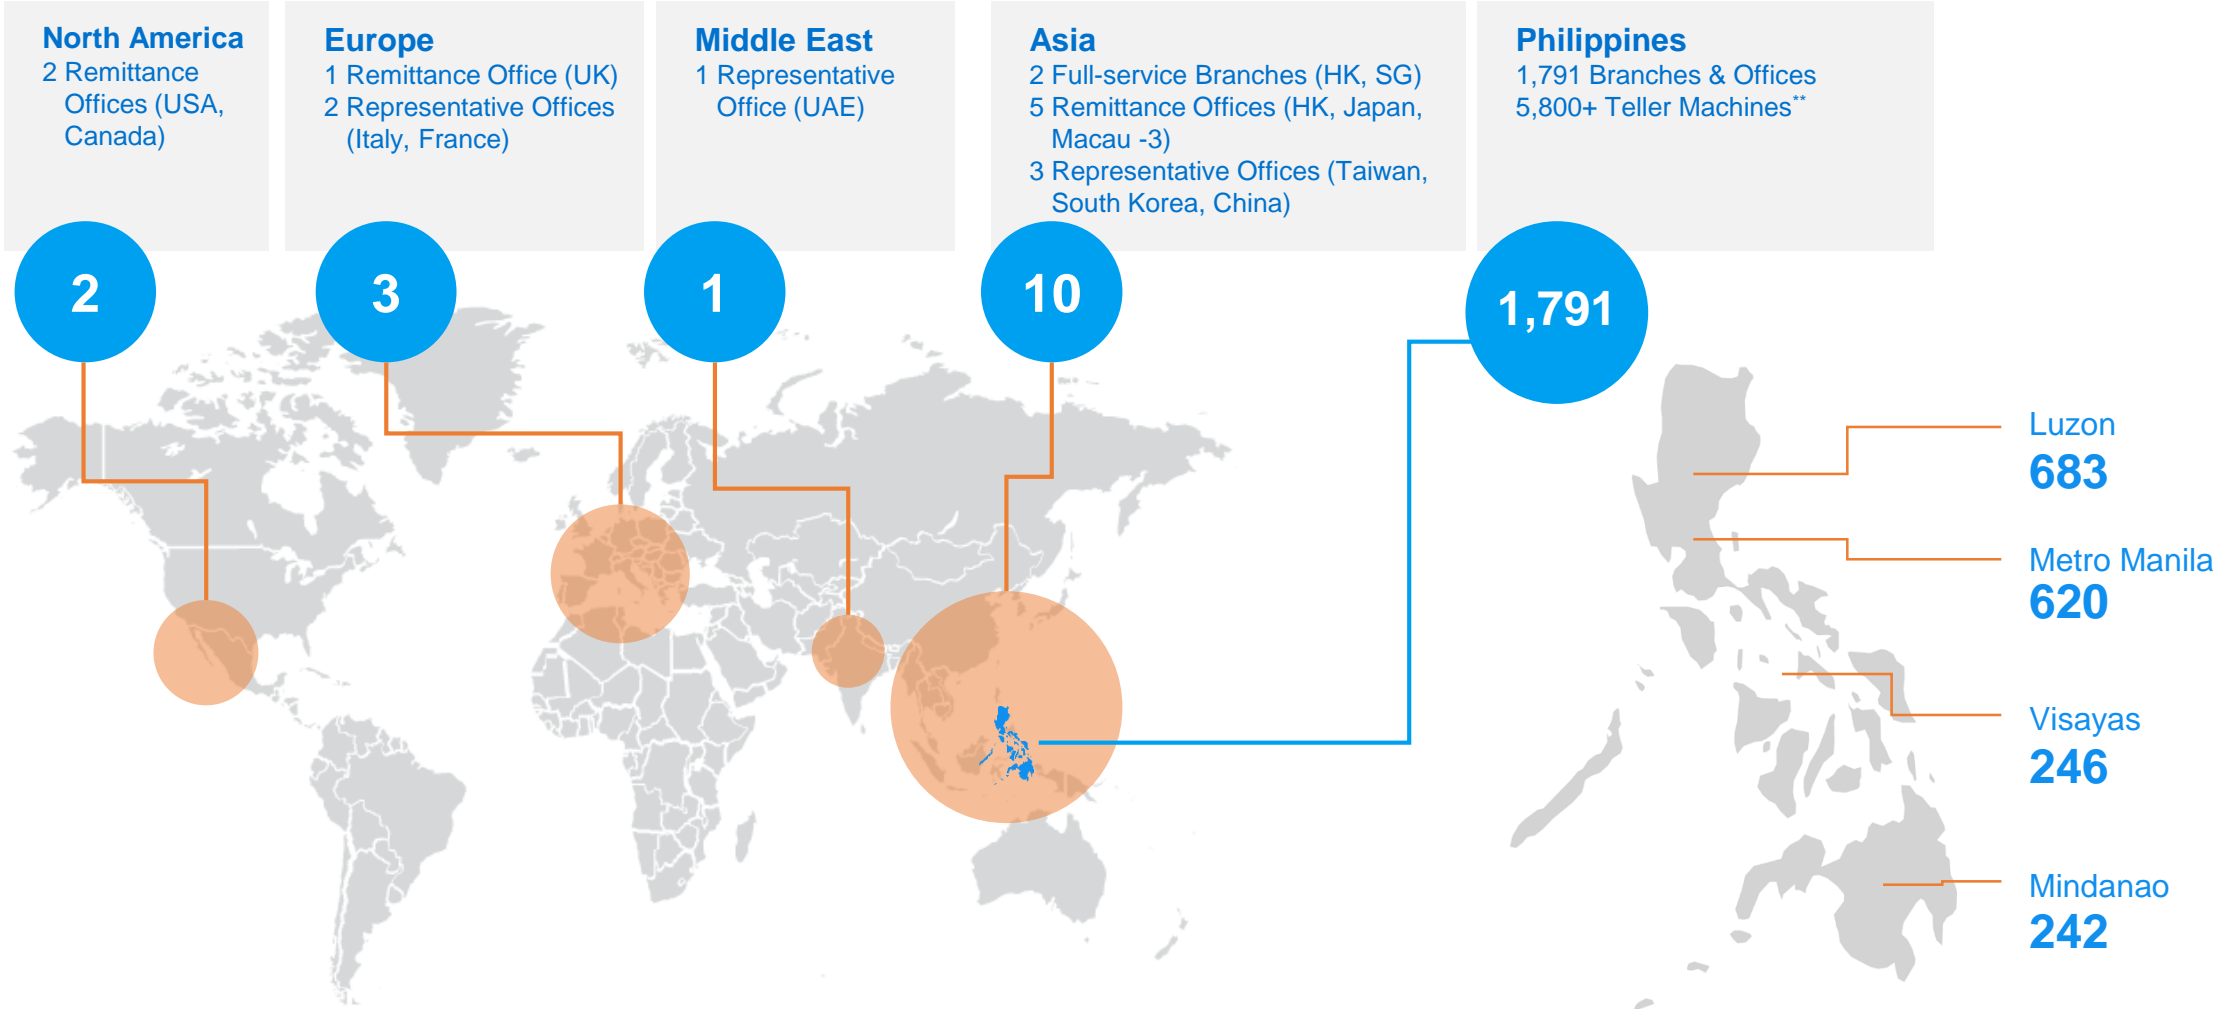 North America
2 Remittance
Offices (USA,
Canada)
Europe
1 Remittance Office (UK)
2 Representative Offices
(Italy, France)
Middle East
1 Representative
Office (UAE)
Asia
2 Full-service Branches (HK, SG)
5 Remittance Offices (HK, Japan,
Macau -3)
3 Representative Offices (Taiwan,
South Korea, China)
Philippines
1,791 Branches & Offices
5,800+ Teller Machines**
2
3
1
10
1,791
Luzon
683
Metro Manila
620
Visayas
246
Mindanao
242